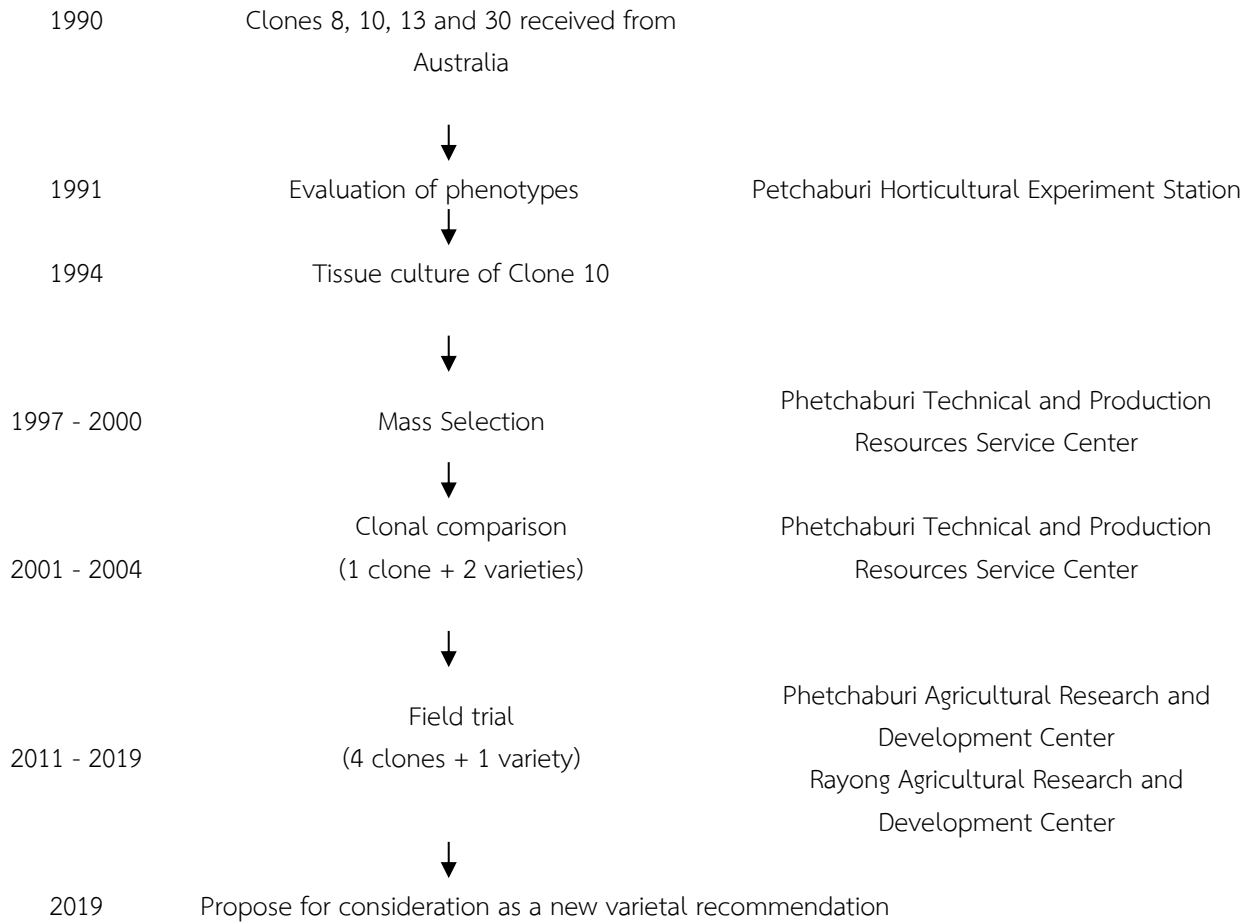 1990 Clones 8, 10, 13 and 30 received from
Australia
1991 Evaluation of phenotypes Petchaburi Horticultural Experiment Station
1994 Tissue culture of Clone 10
1997 - 2000 Mass Selection Phetchaburi Technical and Production
Resources Service Center
Clonal comparison Phetchaburi Technical and Production
2001 - 2004 (1 clone + 2 varieties) Resources Service Center
Phetchaburi Agricultural Research and
Field trial Development Center
2011 - 2019 (4 clones + 1 variety) Rayong Agricultural Research and
Development Center
2019 Propose for consideration as a new varietal recommendation